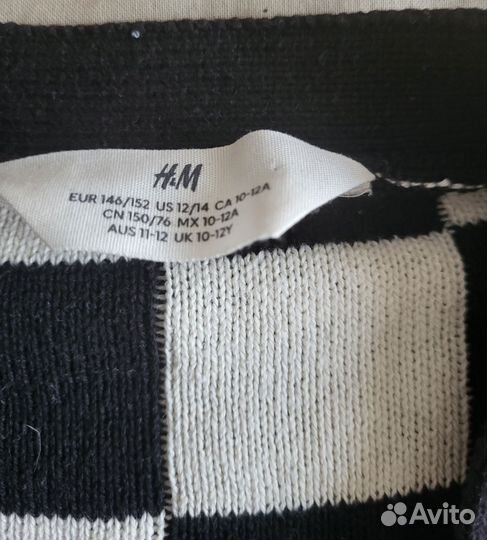 H&M
EUR 146/152 US 12/14 CA 10-12A
CN 150/76 MX 10-12A
AUS 11-12 UK 10-12Y
Avito